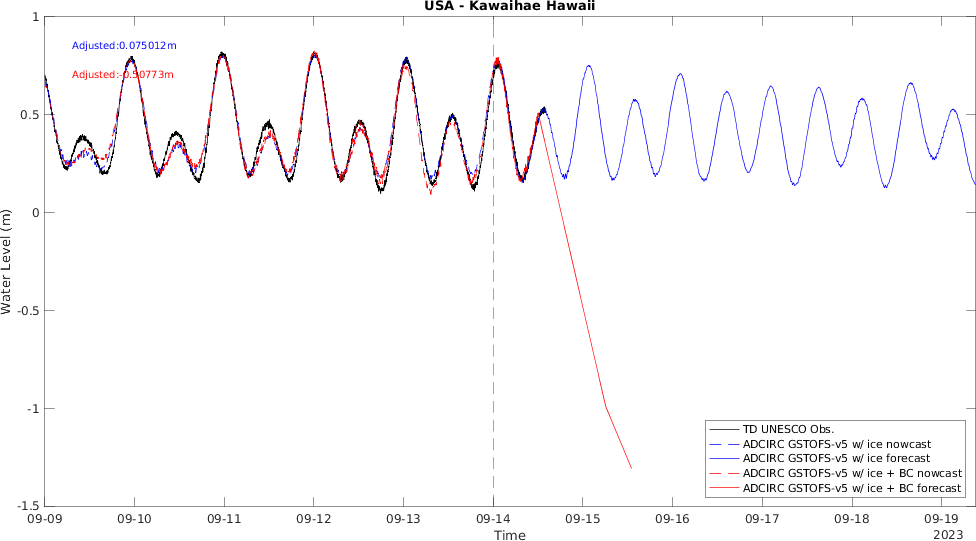 USA - Kawaihae Hawaii
Adjusted:0.075012m
Adjusted:-0.50773m
1
0.5
0
-0.5
-1
-1.5
Water Level (m)
TD UNESCO Obs.
ADCIRC GSTOFS-v5 w/ ice nowcast
ADCIRC GSTOFS-v5 w/ ice forecast
ADCIRC GSTOFS-v5 w/ ice + BC nowcast
ADCIRC GSTOFS-v5 w/ ice + BC forecast
09-09 09-10 09-11 09-12 09-13 09-14 09-15 09-16 09-17 09-18 09-19
2023
Time